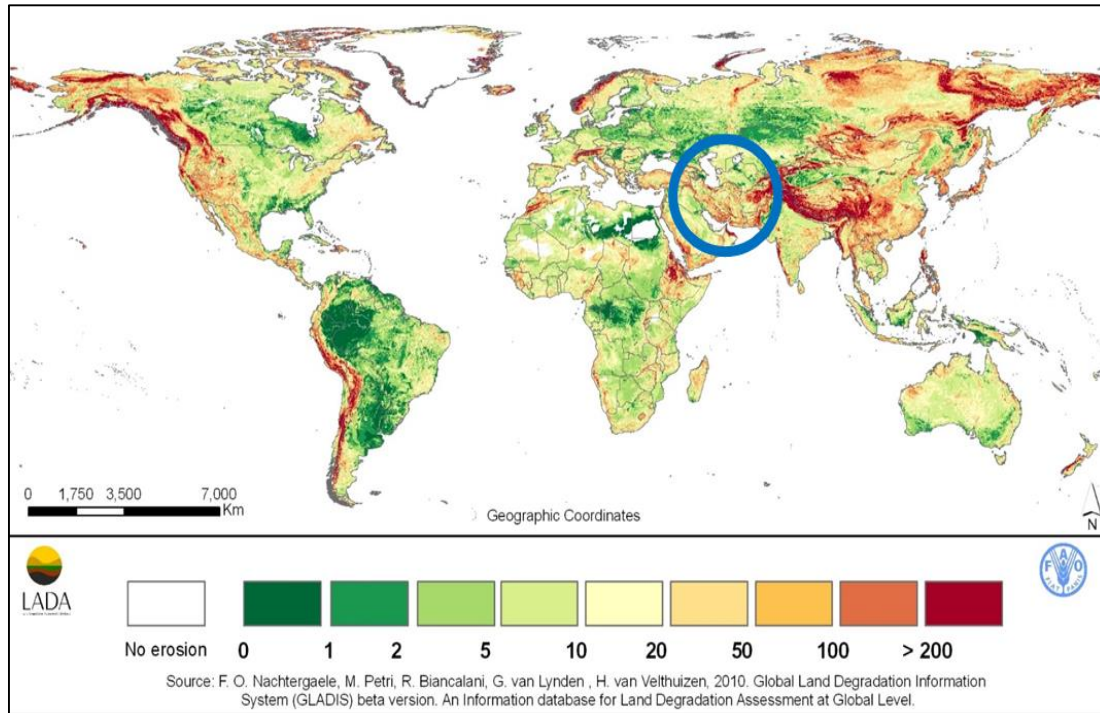 0 1,750 3,500 7,000
Km
Geographic Coordinates
N
LADA
F A O
No erosion 0 1 2 5 10 20 50 100 > 200
Source: F. O. Nachtergaele, M. Petri, R. Biancalani, G. van Lynden , H. van Velthuizen, 2010. Global Land Degradation Information
System (GLADIS) beta version. An Information database for Land Degradation Assessment at Global Level.